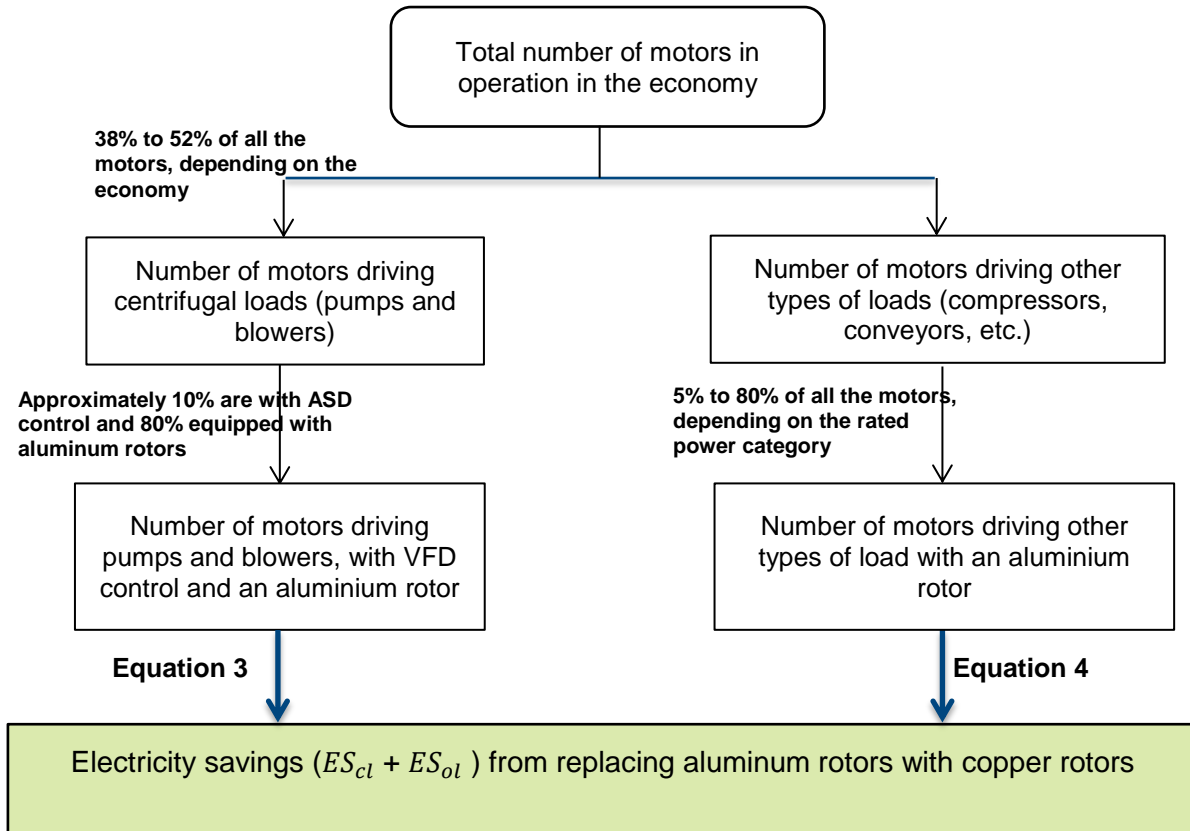 Total number of motors in
operation in the economy
38% to 52% of all the
motors, depending on the
economy
Number of motors driving
centrifugal loads (pumps and
blowers)
Number of motors driving other
types of loads (compressors,
conveyors, etc.)
Approximately 10% are with ASD
control and 80% equipped with
aluminum rotors
5% to 80% of all the motors,
depending on the rated
power category
Number of motors driving
pumps and blowers, with VFD
control and an aluminium rotor
Number of motors driving other
types of load with an aluminium
rotor
Equation 3
Equation 4
Electricity savings (ES_cl + ES_ol ) from replacing aluminum rotors with copper rotors